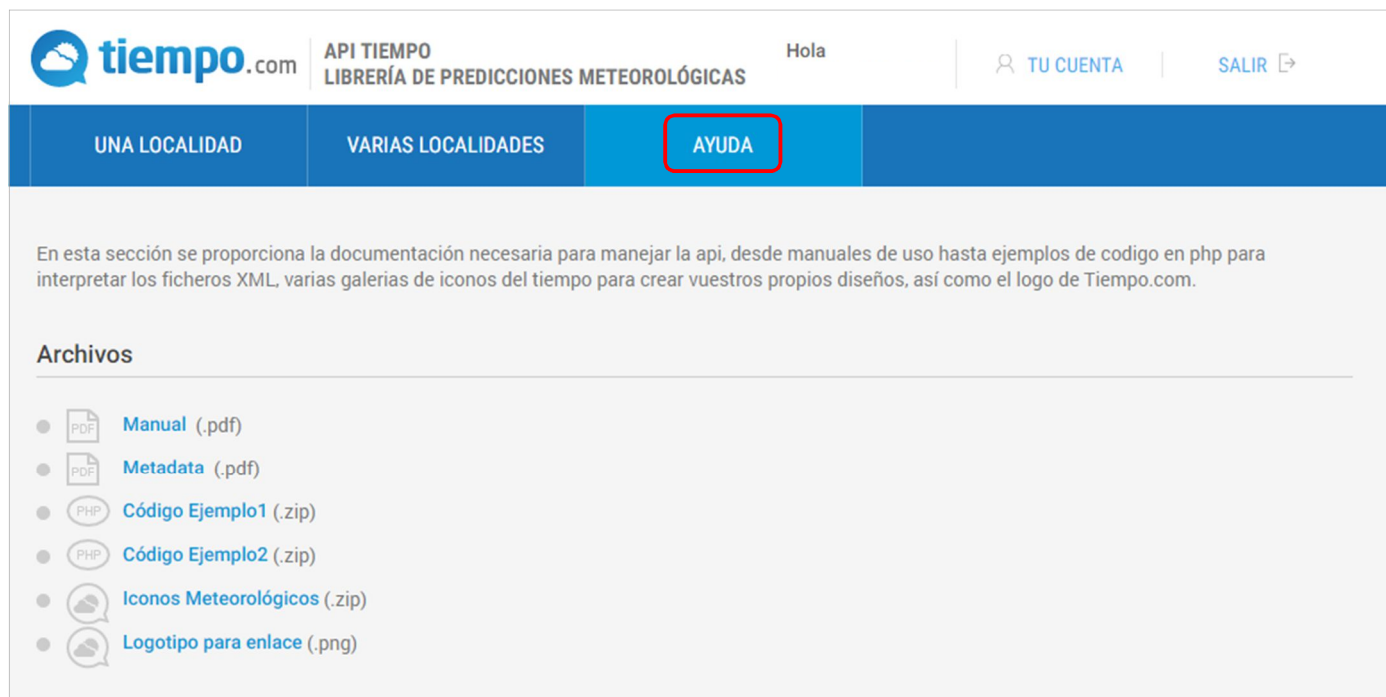 tiempo.com
API TIEMPO
LIBRERÍA DE PREDICCIONES METEOROLÓGICAS
Hola
TU CUENTA
SALIR
UNA LOCALIDAD
VARIAS LOCALIDADES
AYUDA
En esta sección se proporciona la documentación necesaria para manejar la api, desde manuales de uso hasta ejemplos de codigo en php para
interpretar los ficheros XML, varias galerias de iconos del tiempo para crear vuestros propios diseños, así como el logo de Tiempo.com.
Archivos
PDF Manual (.pdf)
PDF Metadata (.pdf)
PHP Código Ejemplo1 (.zip)
PHP Código Ejemplo2 (.zip)
Iconos Meteorológicos (.zip)
Logotipo para enlace (.png)